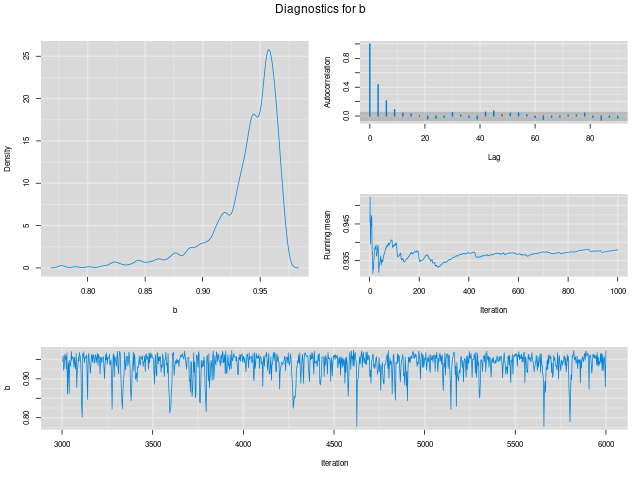 Diagnostics for b
Density
0 5 10 15 20 25
0.80 0.85 0.90 0.95
b
Autocorrelation
0.0 0.4 0.8
0 20 40 60 80
Lag
Running mean
0.935 0.945
0 200 400 600 800 1000
Iteration
b
0.80 0.90
3000 3500 4000 4500 5000 5500 6000
Iteration